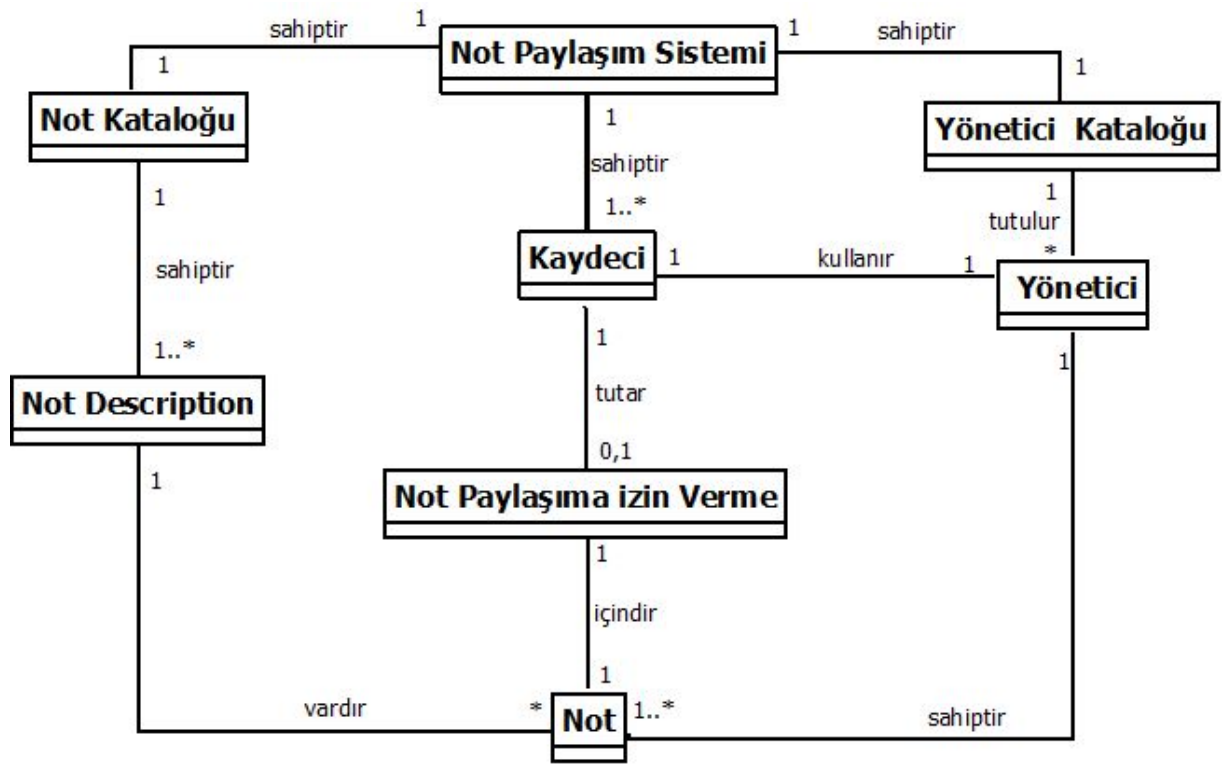 sahiptir
1
Not Paylaşım Sistemi
1
sahiptir
1
1
Not Kataloğu
Yönetici Kataloğu
1
sahiptir
1..*
1
sahiptir
1..*
1
tutulur
*
Kaydeci
1
kullanır
1
Yönetici
1
tutar
0,1
1
Not Description
1
Not Paylaşıma izin Verme
1
içindir
1
vardır
*
Not
1..*
sahiptir